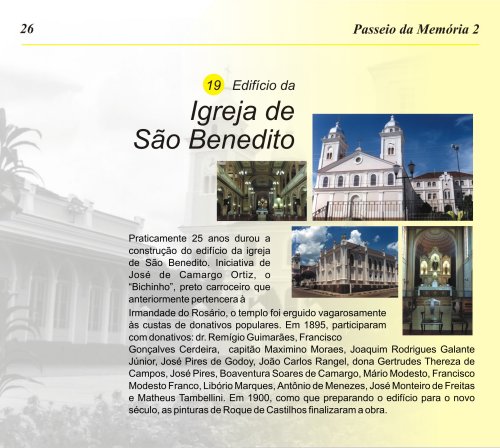 26
Passeio da Memória 2
19 Edifício da
Igreja de
São Benedito
Praticamente 25 anos durou a
construção do edifício da igreja
de São Benedito. Iniciativa de
José de Camargo Ortiz, o
“Bichinho”, preto carroceiro que
anteriormente pertencera à
Irmandade do Rosário, o templo foi erguido vagarosamente
às custas de donativos populares. Em 1895, participaram
com donativos: dr. Remígio Guimarães, Francisco
Gonçalves Cerdeira, capitão Maximino Moraes, Joaquim Rodrigues Galante
Júnior, José Pires de Godoy, João Carlos Rangel, dona Gertrudes Thereza de
Campos, José Pires, Boaventura Soares de Camargo, Mário Modesto, Francisco
Modesto Franco, Libório Marques, Antônio de Menezes, José Monteiro de Freitas
e Matheus Tambellini. Em 1900, como que preparando o edifício para o novo
século, as pinturas de Roque de Castilhos finalizaram a obra.